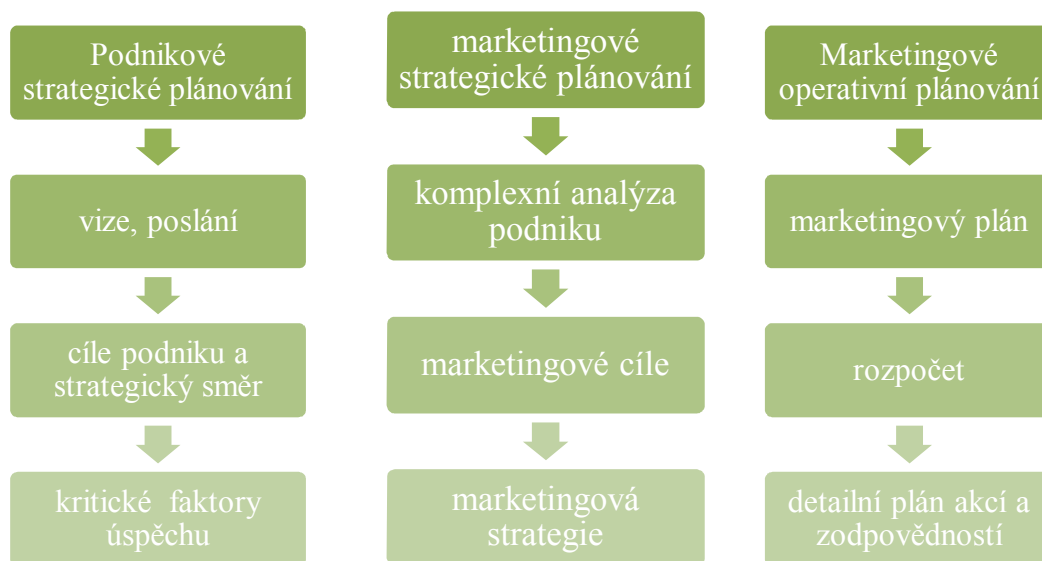 Podnikové
strategické plánování
vize, poslání
cíle podniku a
strategický směr
kritické faktory
úspěchu
marketingové
strategické plánování
komplexní analýza
podniku
marketingové cíle
marketingová
strategie
Marketingové
operativní plánování
marketingový plán
rozpočet
detailní plán akcí a
zodpovědností